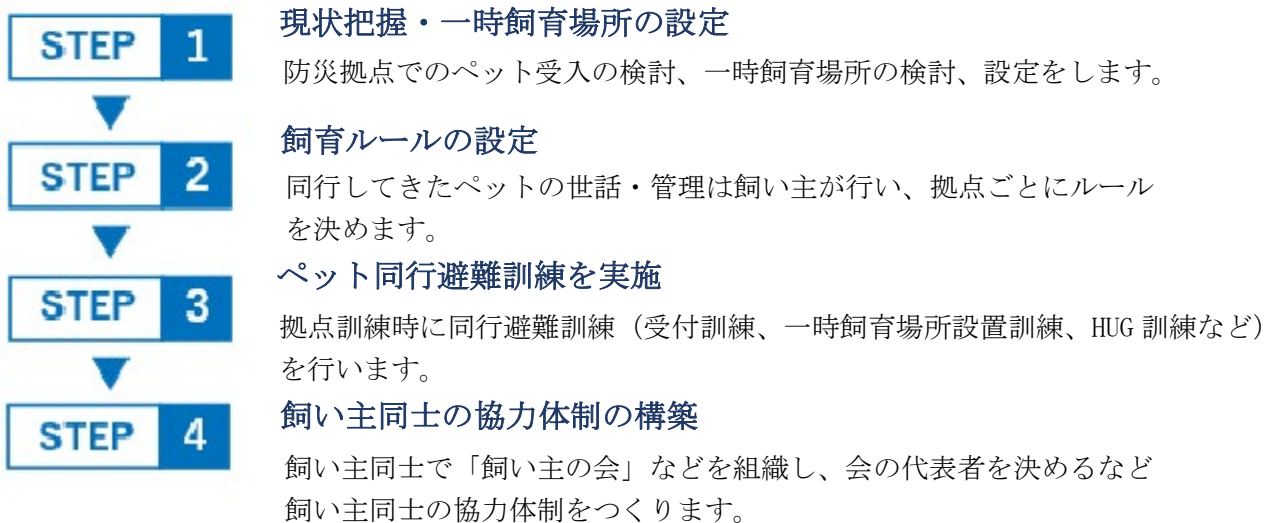 STEP 1
現状把握・一時飼育場所の設定
防災拠点でのペット受入の検討、一時飼育場所の検討、設定をします。
STEP 2
飼育ルールの設定
同行してきたペットの世話・管理は飼い主が行い、拠点ごとにルール
を決めます。
STEP 3
ペット同行避難訓練を実施
拠点訓練時に同行避難訓練（受付訓練、一時飼育場所設置訓練、HUG 訓練など）
を行います。
STEP 4
飼い主同士の協力体制の構築
飼い主同士で「飼い主の会」などを組織し、会の代表者を決めるなど
飼い主同士の協力体制をつくります。